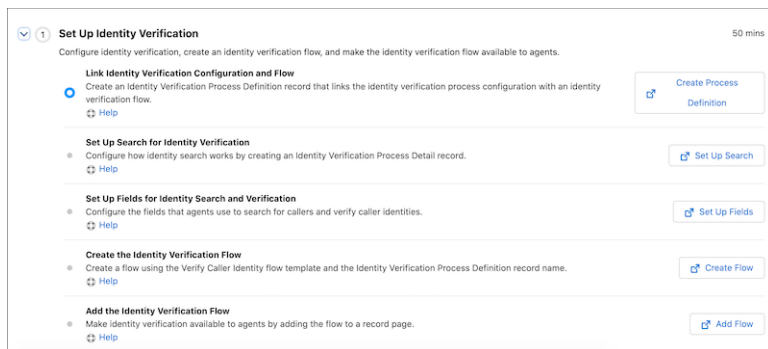 1 Set Up Identity Verification 50 mins
Configure identity verification, create an identity verification flow, and make the identity verification flow available to agents.
Link Identity Verification Configuration and Flow
Create an Identity Verification Process Definition record that links the identity verification process configuration with an identity
verification flow.
Help
Create Process
Definition
Set Up Search for Identity Verification
Configure how identity search works by creating an Identity Verification Process Detail record.
Help
Set Up Search
Set Up Fields for Identity Search and Verification
Configure the fields that agents use to search for callers and verify caller identities.
Help
Set Up Fields
Create the Identity Verification Flow
Create a flow using the Verify Caller Identity flow template and the Identity Verification Process Definition record name.
Help
Create Flow
Add the Identity Verification Flow
Make identity verification available to agents by adding the flow to a record page.
Help
Add Flow